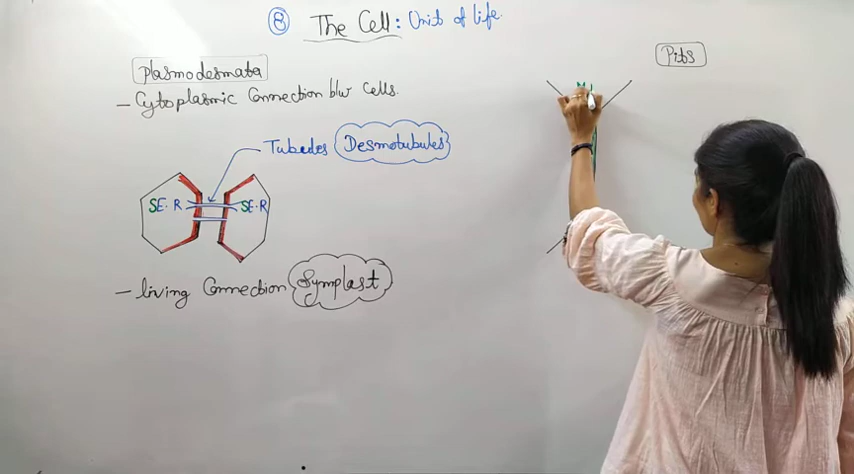 8 The Cell: Unit of life.
Plasmodesmata
- Cytoplasmic Connection b/w Cells.
Tubules Desmotubules
SE.R SE.R
- living Connection Symplast
Pits